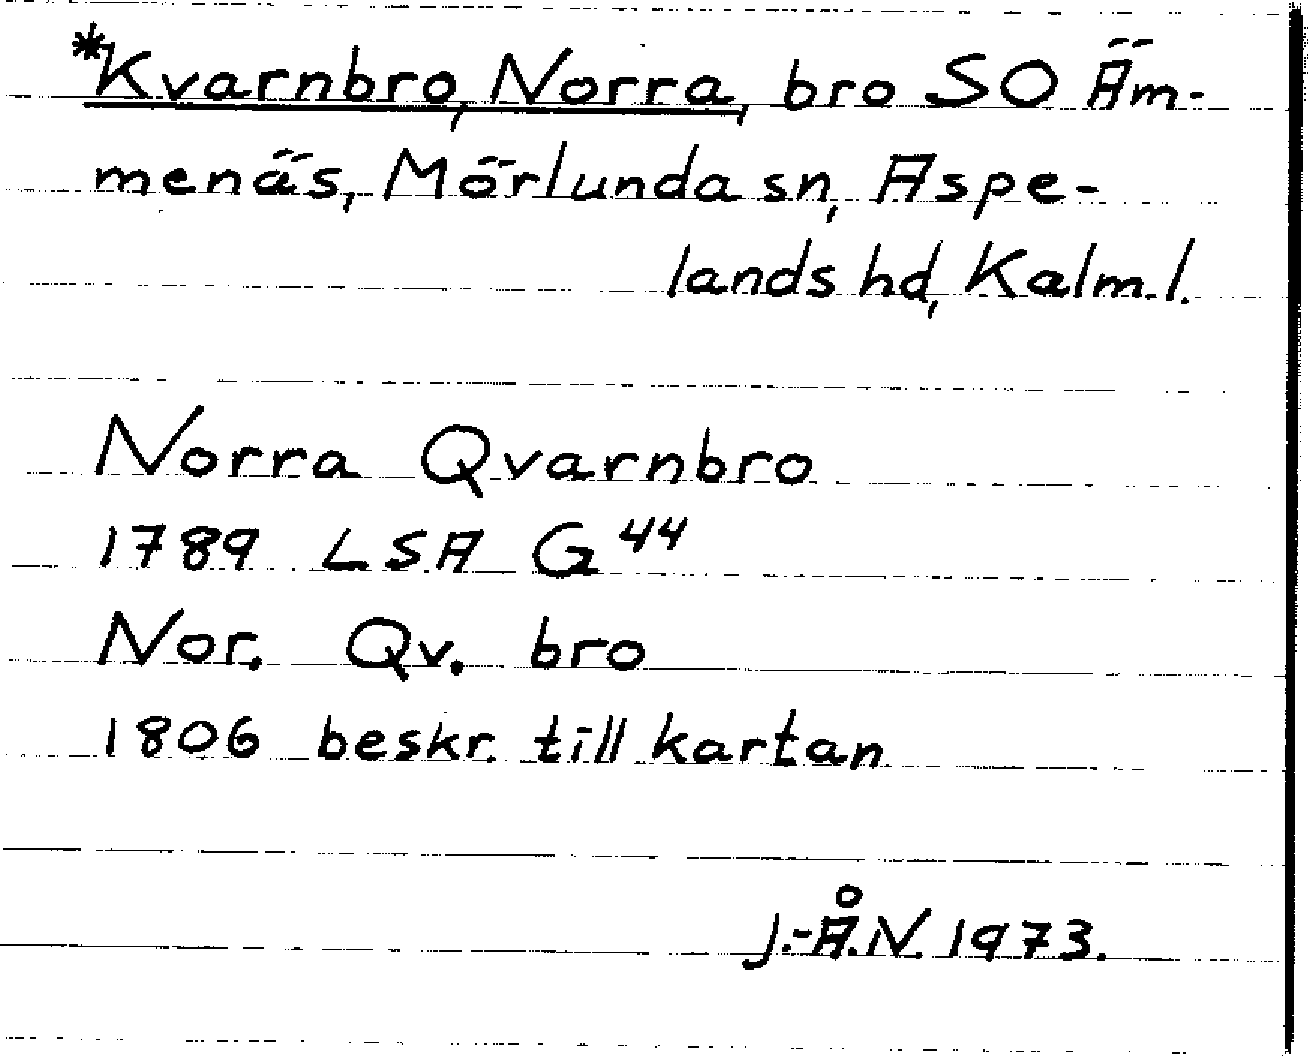 *Kvarnbro, Norra, bro SO Äm-
menäs, Mörlunda sn, Aspe-
lands hd, Kalm. l.
Norra Qvarnbro
1789 LSA G 44
Nor. Qv. bro
1806 beskr. till kartan
J.-Å.N. 1973.